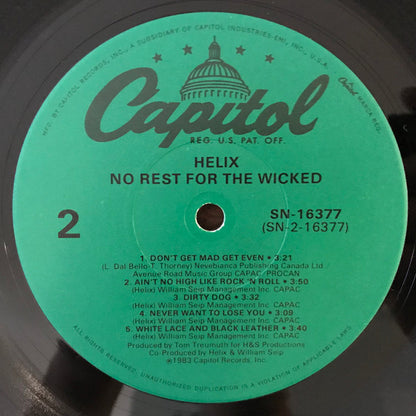 MFG. BY CAPITOL RECORDS, INC., A SUBSIDIARY OF CAPITOL INDUSTRIES-EMI, INC., U.S.A.
Capitol MARCA REG.
Capitol
REG. U.S. PAT. OFF.
HELIX
NO REST FOR THE WICKED
2
SN-16377
(SN-2-16377)
1. DON'T GET MAD GET EVEN • 3:21
(L. Dal Bello-T. Thorney) Nevebianca Publishing Canada Ltd./
Avenue Road Music Group CAPAC-PROCAN
2. AIN'T NO HIGH LIKE ROCK 'N ROLL • 3:50
(Helix) William Seip Management Inc. CAPAC
3. DIRTY DOG • 3:32
(Helix) William Seip Management Inc. CAPAC
4. NEVER WANT TO LOSE YOU • 3:09
(Helix) William Seip Management Inc. CAPAC
5. WHITE LACE AND BLACK LEATHER • 3:40
(Helix) William Seip Management Inc. CAPAC
Produced by Tom Treumuth for H&S Productions
Co-Produced by Helix & William Seip
℗1983 Capitol Records, Inc.
ALL RIGHTS RESERVED. UNAUTHORIZED DUPLICATION IS A VIOLATION OF APPLICABLE LAWS.